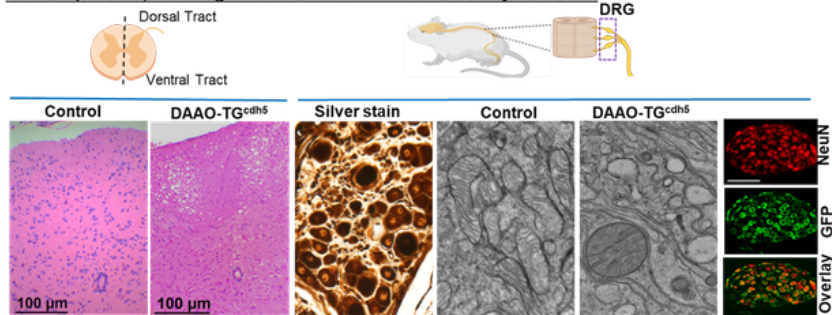 Dorsal Tract
Ventral Tract
DRG
Control
DAAO-TGcdh5
Silver stain
Control
DAAO-TGcdh5
NeuN
GFP
Overlay
100 µm
100 µm